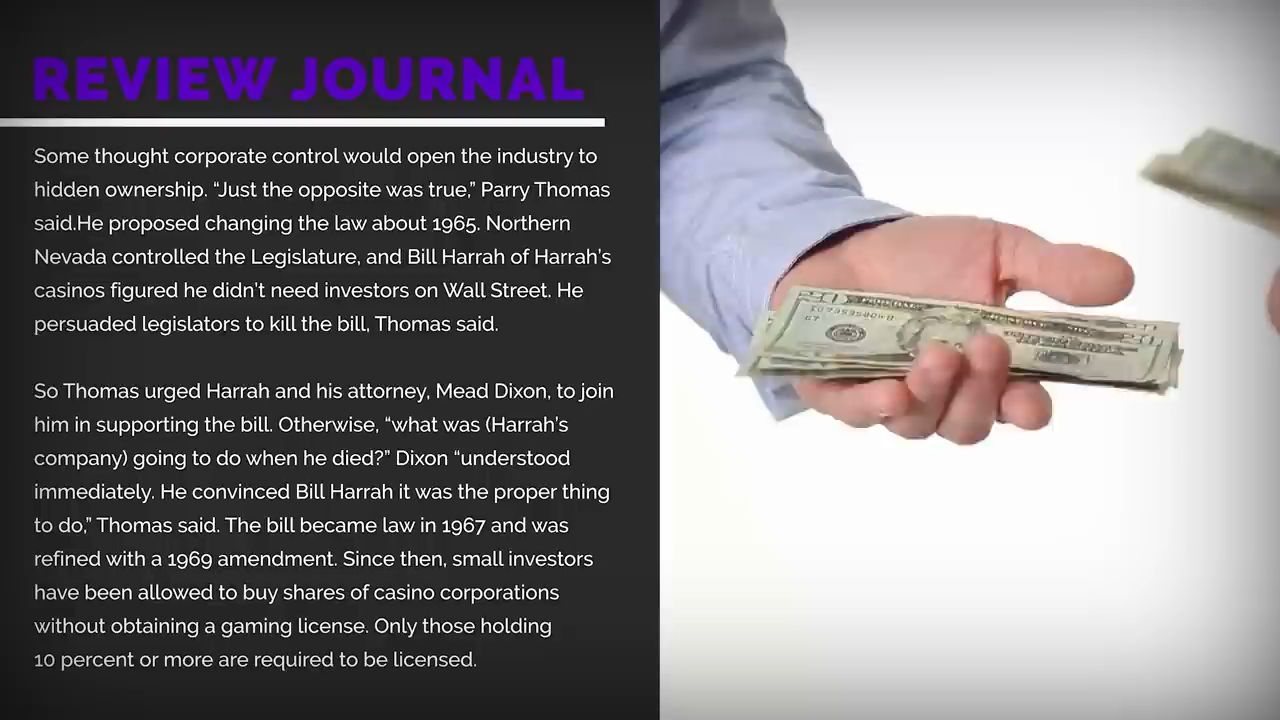 REVIEW JOURNAL
Some thought corporate control would open the industry to
hidden ownership. “Just the opposite was true,” Parry Thomas
said.He proposed changing the law about 1965. Northern
Nevada controlled the Legislature, and Bill Harrah of Harrah’s
casinos figured he didn’t need investors on Wall Street. He
persuaded legislators to kill the bill, Thomas said.
So Thomas urged Harrah and his attorney, Mead Dixon, to join
him in supporting the bill. Otherwise, “what was (Harrah’s
company) going to do when he died?” Dixon “understood
immediately. He convinced Bill Harrah it was the proper thing
to do,” Thomas said. The bill became law in 1967 and was
refined with a 1969 amendment. Since then, small investors
have been allowed to buy shares of casino corporations
without obtaining a gaming license. Only those holding
10 percent or more are required to be licensed.